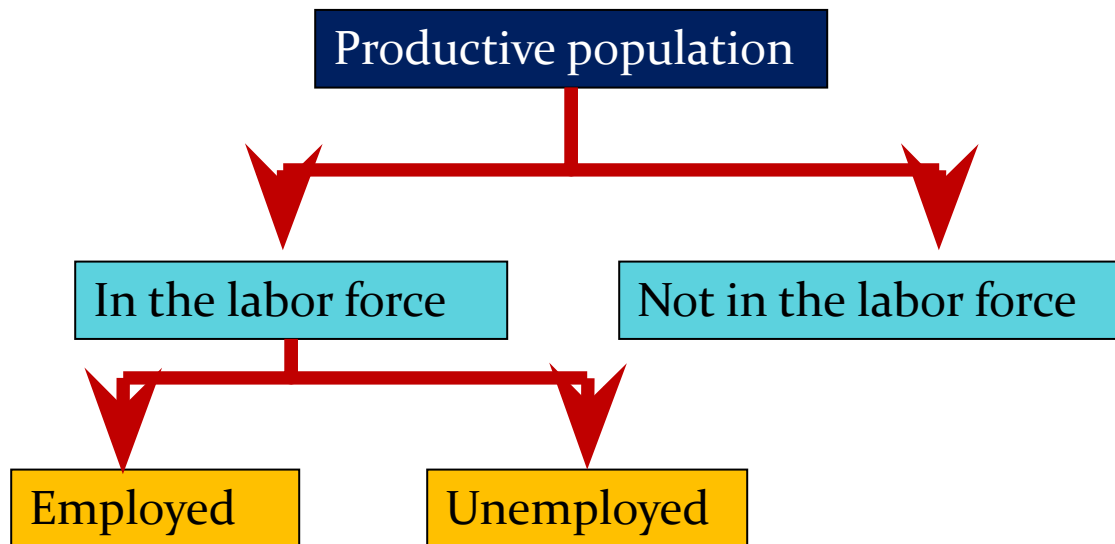 Productive population
In the labor force
Not in the labor force
Employed
Unemployed